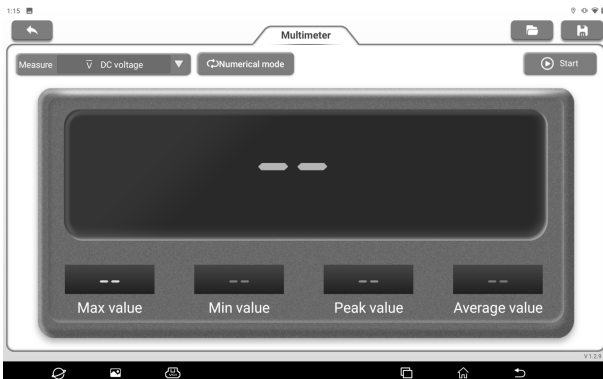 1:15
Multimeter
Measure V DC voltage Numerical mode Start
-- 
-- -- -- --
Max value Min value Peak value Average value
V 1.2.9